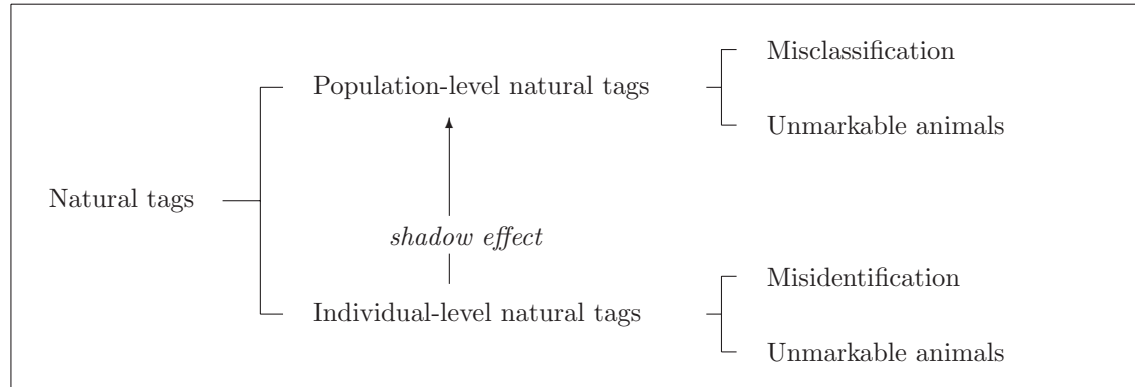 Misclassification
Population-level natural tags
Unmarkable animals
Natural tags
shadow effect
Misidentification
Individual-level natural tags
Unmarkable animals